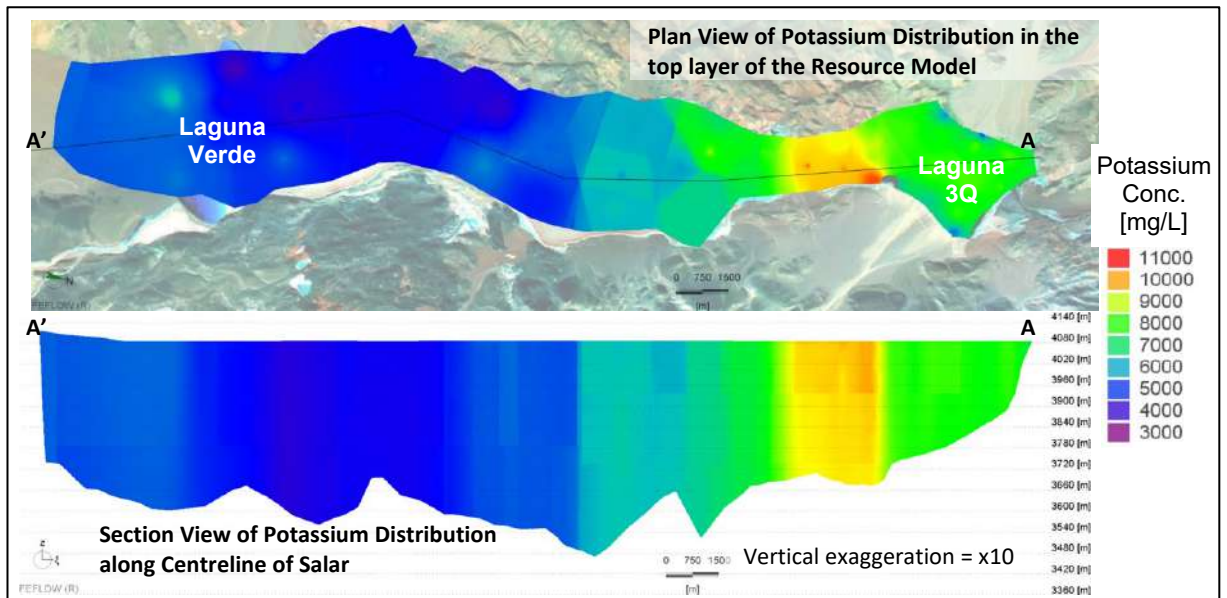 Plan View of Potassium Distribution in the
top layer of the Resource Model
A'
Laguna
Verde
A
Laguna
3Q
N
0 750 1500
[m]
FEFLOW (R)
Potassium
Conc.
[mg/L]
11000
10000
9000
8000
7000
6000
5000
4000
3000
A'
A
4140 [m]
4080 [m]
4020 [m]
3960 [m]
3900 [m]
3840 [m]
3780 [m]
3720 [m]
3660 [m]
3600 [m]
3540 [m]
3480 [m]
3420 [m]
3360 [m]
Section View of Potassium Distribution
along Centreline of Salar
0 750 1500
[m]
Vertical exaggeration = x10
z
FEFLOW (R)